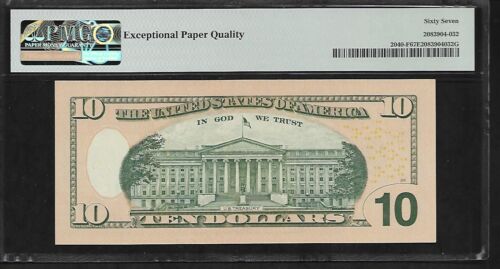 PMG
PAPER MONEY GUARANTY
Exceptional Paper Quality
Sixty Seven
2083904-032
2040-F67E2083904032G
10
THE UNITED STATES OF AMERICA
10
IN GOD WE TRUST
U.S. TREASURY
10
TEN DOLLARS
10